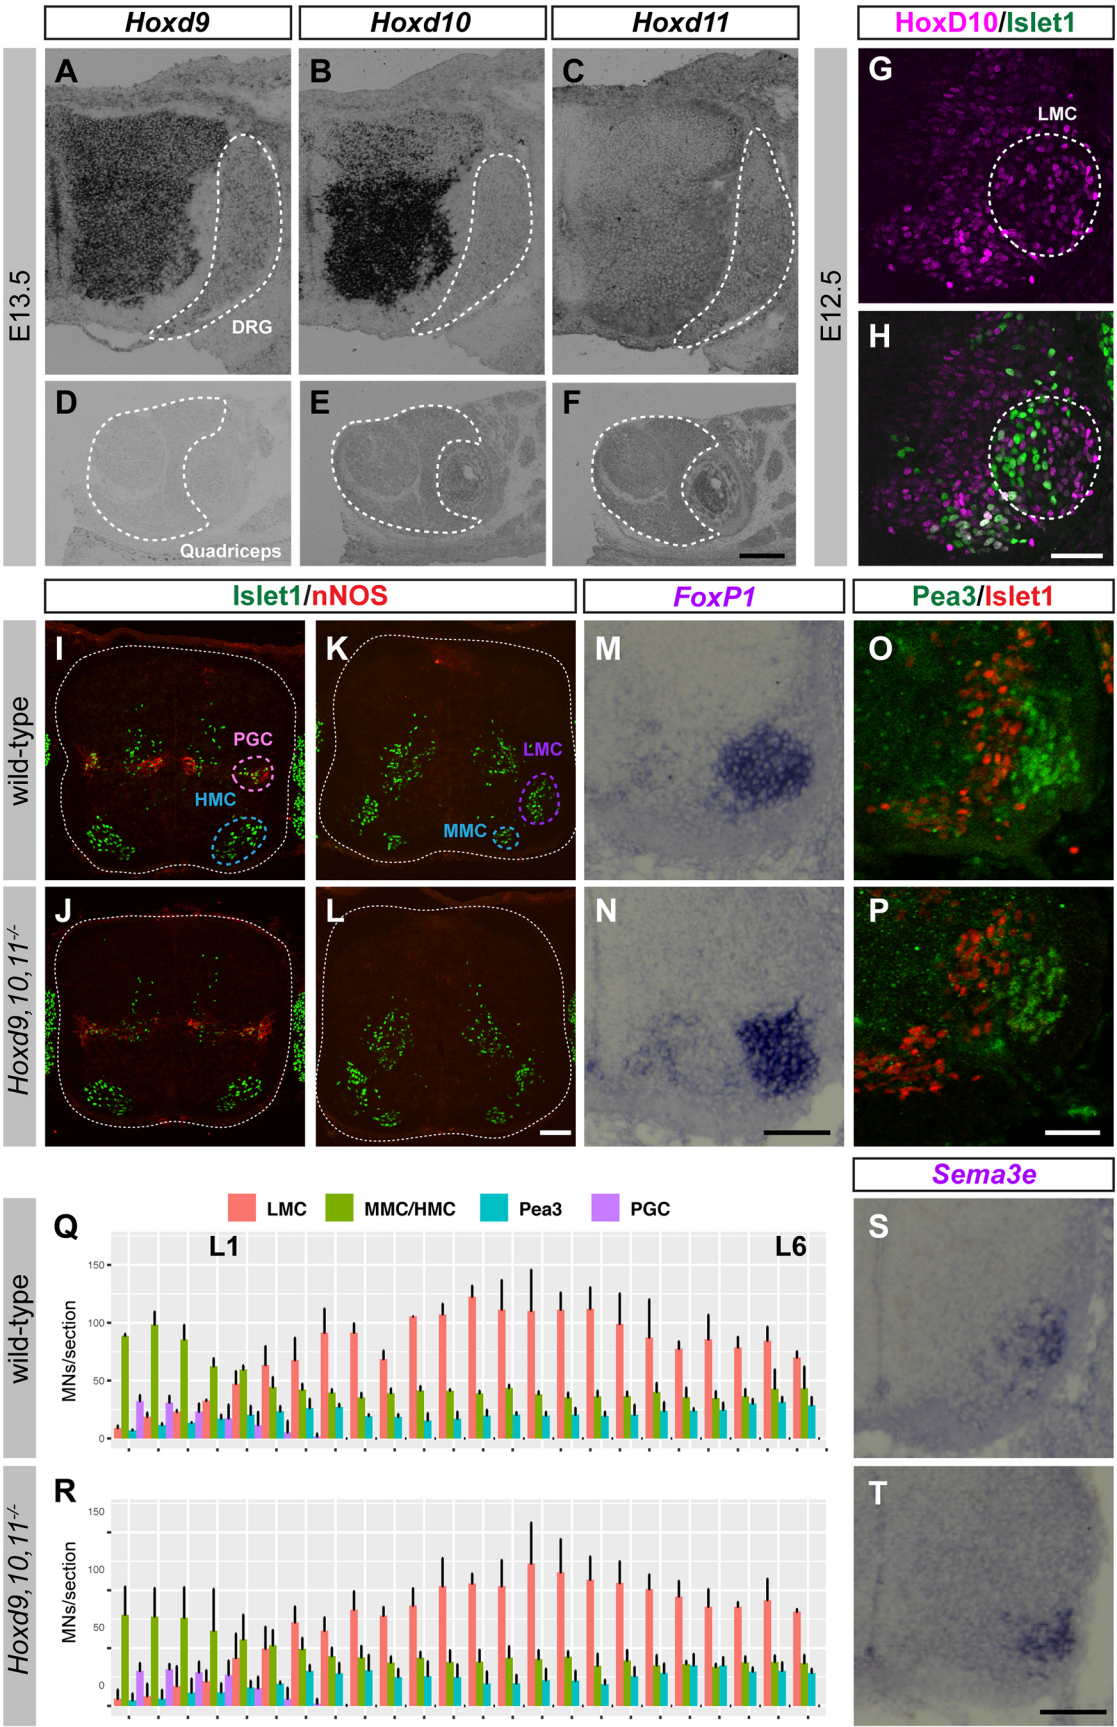 Hoxd9 Hoxd10 Hoxd11 HoxD10/Islet1
E13.5
A B C
DRG
D E F
Quadriceps
E12.5
G
LMC
H
Islet1/nNOS FoxP1 Pea3/Islet1
wild-type
I K M O
PGC
HMC
LMC
MMC
Hoxd9,10,11-/-
J L N P
Sema3e
wild-type
Q
LMC MMC/HMC Pea3 PGC
L1 L6
MNs/section
150
100
50
0
S
Hoxd9,10,11-/-
R
MNs/section
150
100
50
0
T